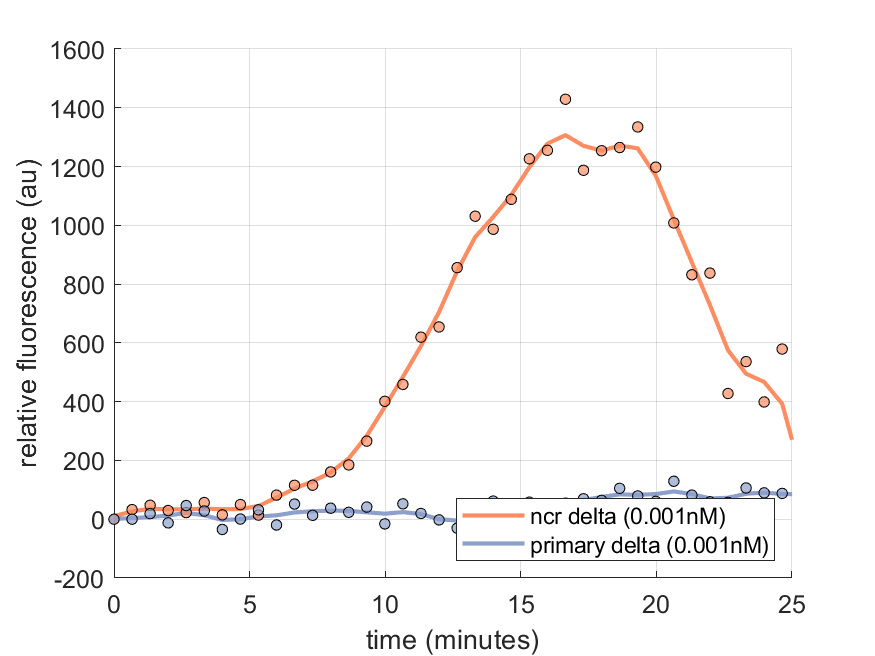 1600
1400
1200
1000
800
600
400
200
0
-200
0 5 10 15 20 25
relative fluorescence (au)
time (minutes)
ncr delta (0.001nM)
primary delta (0.001nM)